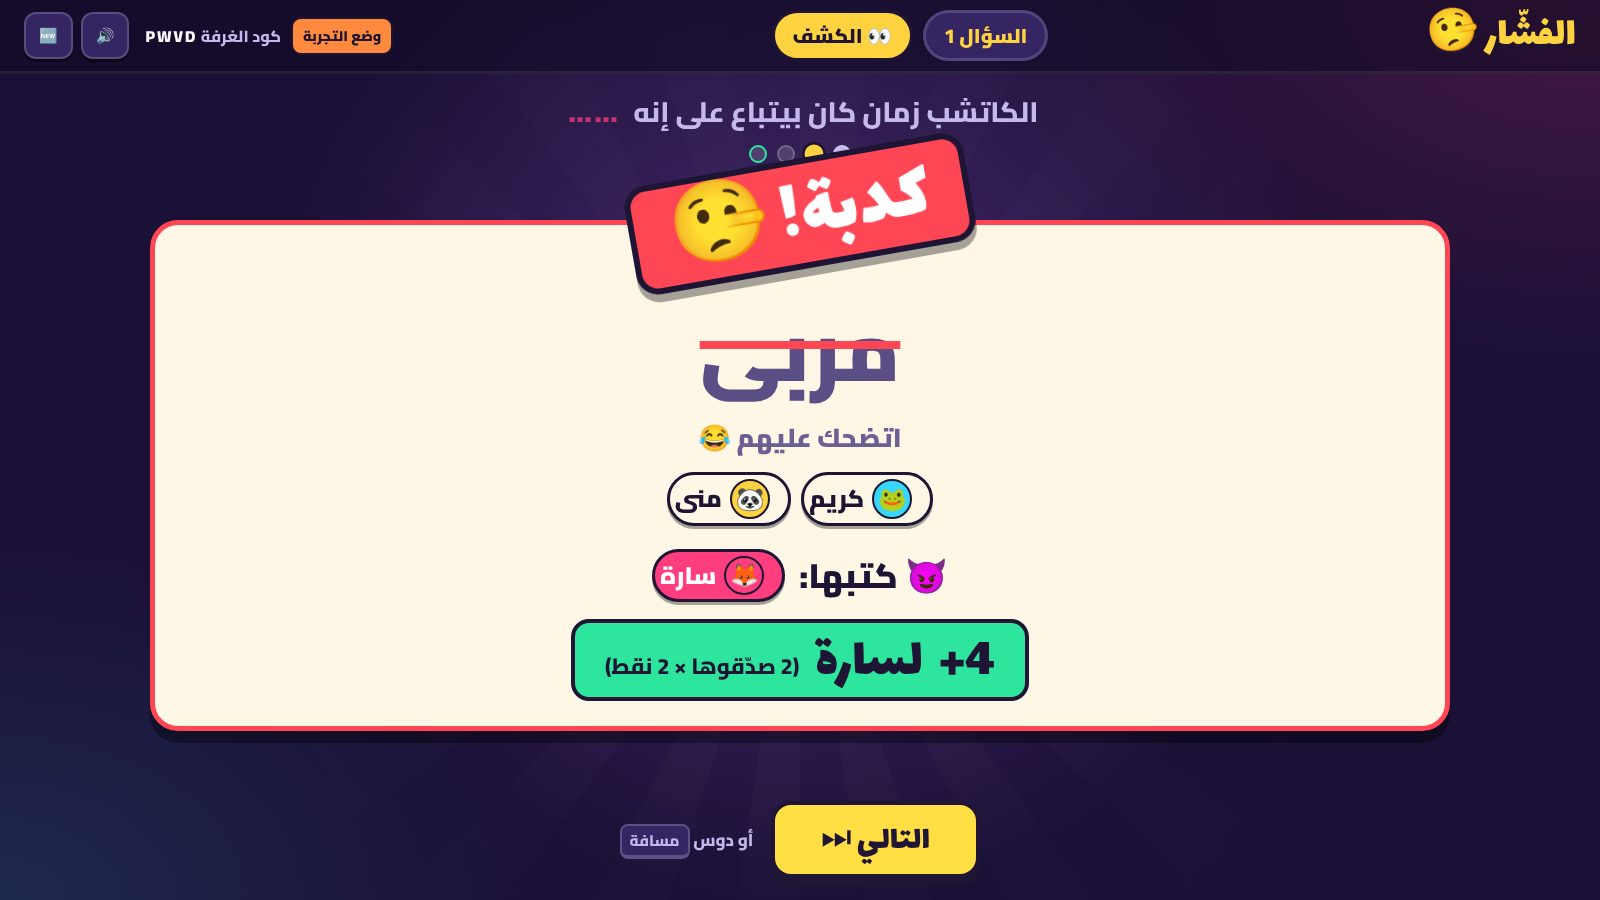 الفشّار
السؤال 1
الكشف
وضع التجربة
كود الغرفة PWVD
NEW
الكاتشب زمان كان بيتباع على إنه ......
كدبة!
مربى
اتضحك عليهم
كريم
منى
كتبها:
سارة
+4 لسارة (2 صدّقوها × 2 نقط)
التالي
أو دوس مسافة